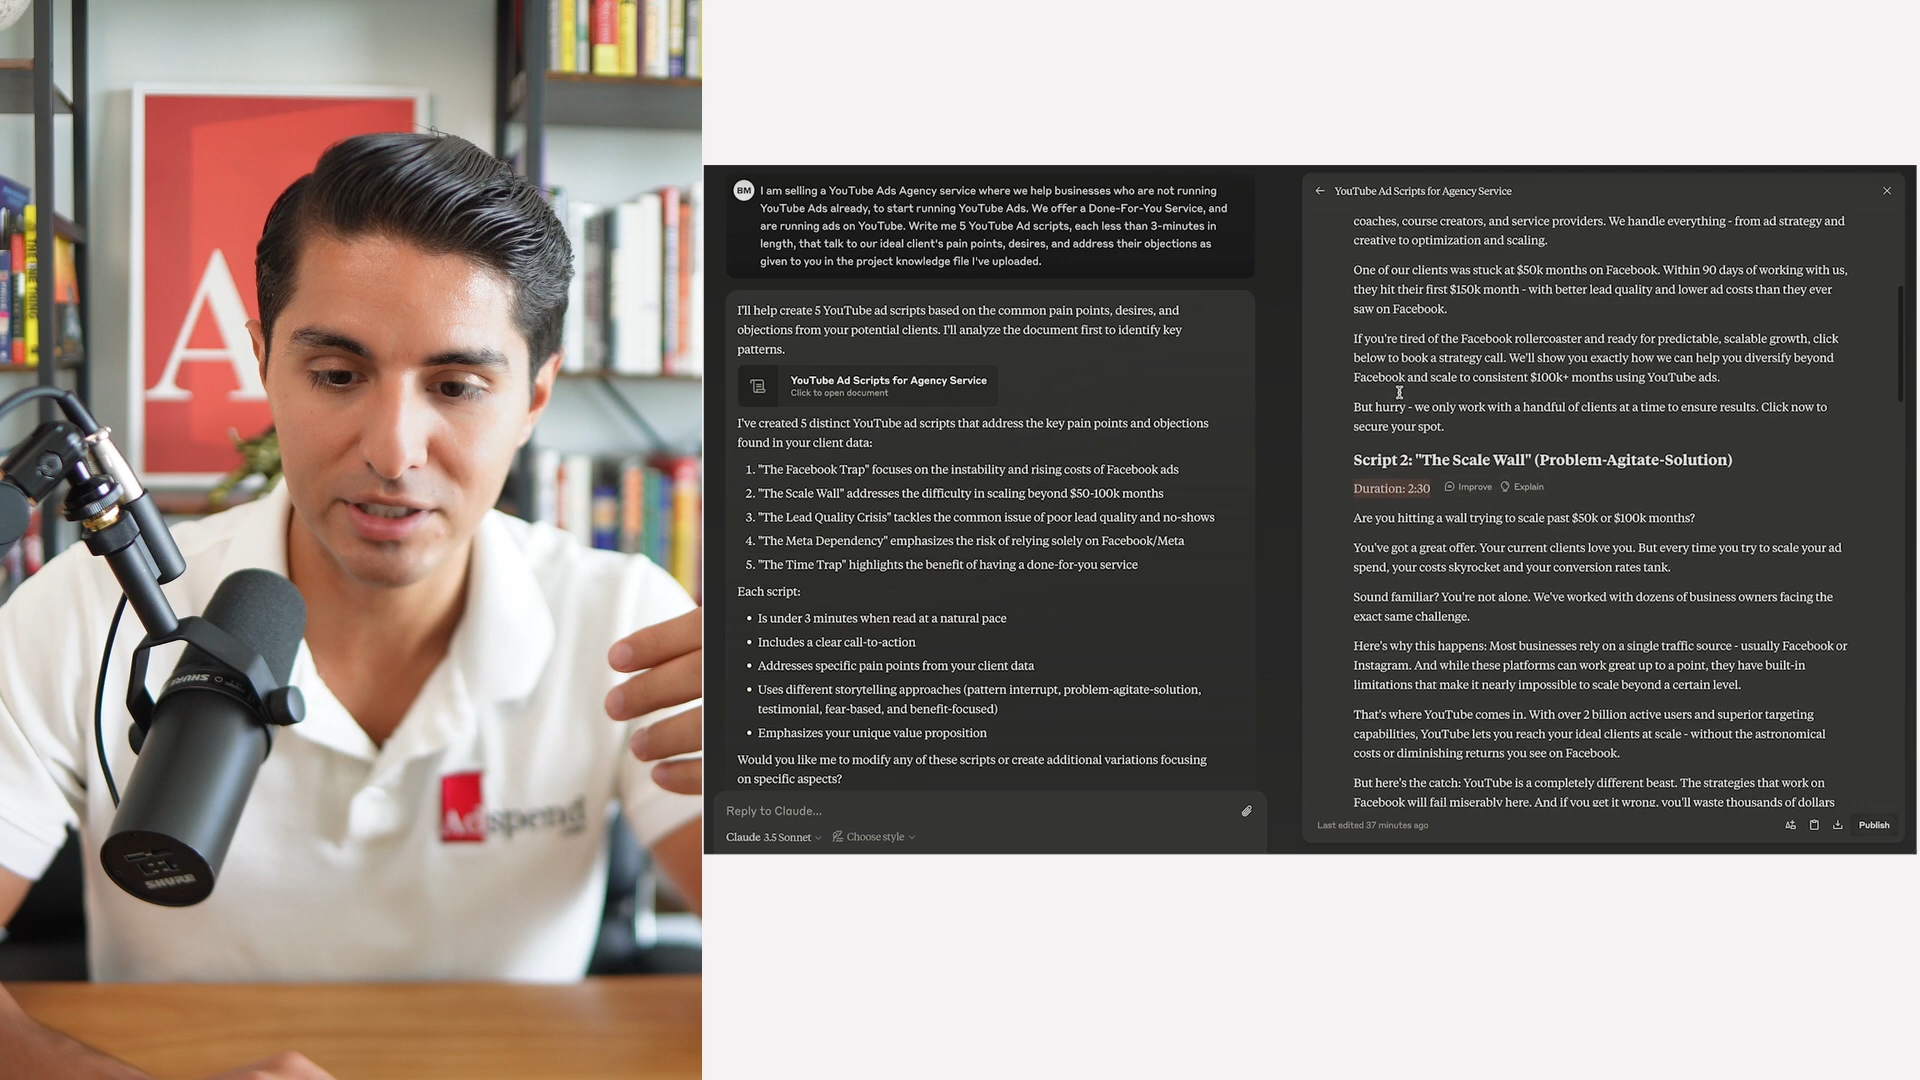 A
SHURE
SHURE
Adspend
BM
I am selling a YouTube Ads Agency service where we help businesses who are not running
YouTube Ads already, to start running YouTube Ads. We offer a Done-For-You Service, and
are running ads on YouTube. Write me 5 YouTube Ad scripts, each less than 3-minutes in
length, that talk to our ideal client's pain points, desires, and address their objections as
given to you in the project knowledge file I've uploaded.
I'll help create 5 YouTube ad scripts based on the common pain points, desires, and
objections from your potential clients. I'll analyze the document first to identify key
patterns.
YouTube Ad Scripts for Agency Service
Click to open document
I've created 5 distinct YouTube ad scripts that address the key pain points and objections
found in your client data:
1. "The Facebook Trap" focuses on the instability and rising costs of Facebook ads
2. "The Scale Wall" addresses the difficulty in scaling beyond $50-100k months
3. "The Lead Quality Crisis" tackles the common issue of poor lead quality and no-shows
4. "The Meta Dependency" emphasizes the risk of relying solely on Facebook/Meta
5. "The Time Trap" highlights the benefit of having a done-for-you service
Each script:
• Is under 3 minutes when read at a natural pace
• Includes a clear call-to-action
• Addresses specific pain points from your client data
• Uses different storytelling approaches (pattern interrupt, problem-agitate-solution,
testimonial, fear-based, and benefit-focused)
• Emphasizes your unique value proposition
Would you like me to modify any of these scripts or create additional variations focusing
on specific aspects?
Reply to Claude...
Claude 3.5 Sonnet
Choose style
YouTube Ad Scripts for Agency Service
coaches, course creators, and service providers. We handle everything - from ad strategy and
creative to optimization and scaling.
One of our clients was stuck at $50k months on Facebook. Within 90 days of working with us,
they hit their first $150k month - with better lead quality and lower ad costs than they ever
saw on Facebook.
If you're tired of the Facebook rollercoaster and ready for predictable, scalable growth, click
below to book a strategy call. We'll show you exactly how we can help you diversify beyond
Facebook and scale to consistent $100k+ months using YouTube ads.
But hurry - we only work with a handful of clients at a time to ensure results. Click now to
secure your spot.
Script 2: "The Scale Wall" (Problem-Agitate-Solution)
Duration: 2:30 Improve Explain
Are you hitting a wall trying to scale past $50k or $100k months?
You've got a great offer. Your current clients love you. But every time you try to scale your ad
spend, your costs skyrocket and your conversion rates tank.
Sound familiar? You're not alone. We've worked with dozens of business owners facing the
exact same challenge.
Here's why this happens: Most businesses rely on a single traffic source - usually Facebook or
Instagram. And while these platforms can work great up to a point, they have built-in
limitations that make it nearly impossible to scale beyond a certain level.
That's where YouTube comes in. With over 2 billion active users and superior targeting
capabilities, YouTube lets you reach your ideal clients at scale - without the astronomical
costs or diminishing returns you see on Facebook.
But here's the catch: YouTube is a completely different beast. The strategies that work on
Facebook will fail miserably here. And if you get it wrong, you'll waste thousands of dollars
Last edited 37 minutes ago
Publish